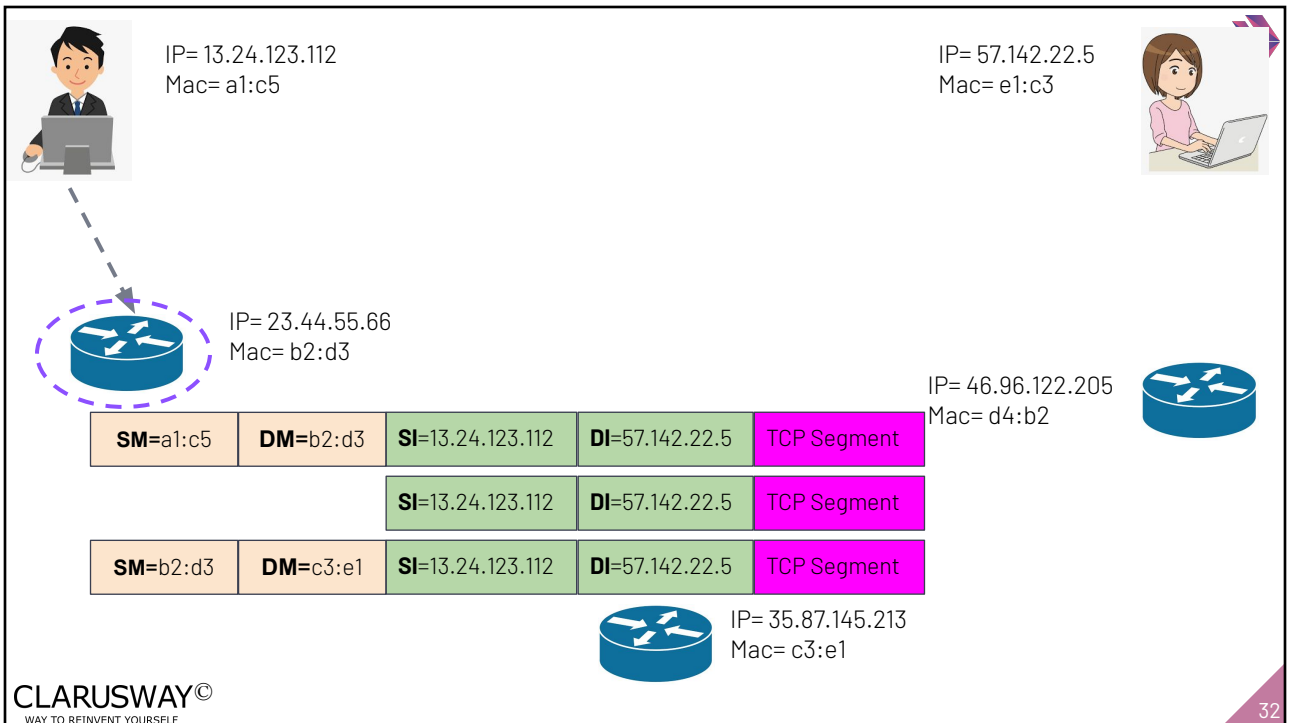 IP= 13.24.123.112
Mac= a1:c5
IP= 57.142.22.5
Mac= e1:c3
IP= 23.44.55.66
Mac= b2:d3
IP= 46.96.122.205
Mac= d4:b2
SM=a1:c5 DM=b2:d3 SI=13.24.123.112 DI=57.142.22.5 TCP Segment
SI=13.24.123.112 DI=57.142.22.5 TCP Segment
SM=b2:d3 DM=c3:e1 SI=13.24.123.112 DI=57.142.22.5 TCP Segment
IP= 35.87.145.213
Mac= c3:e1
CLARUSWAY©
WAY TO REINVENT YOURSELF
32